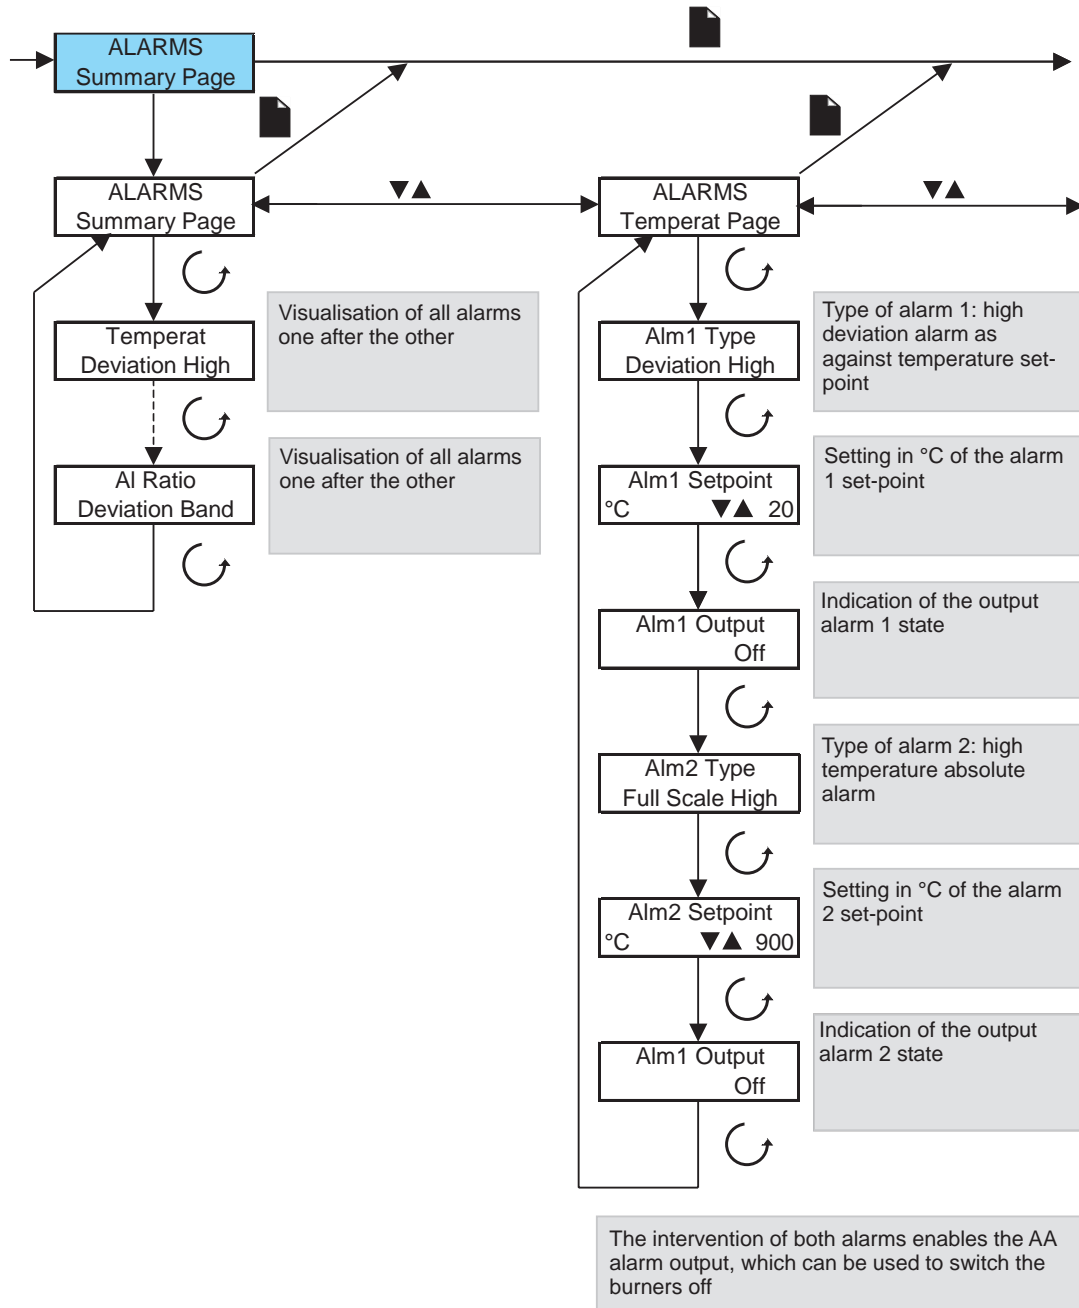 ALARMS
Summary Page
ALARMS
Summary Page
▼▲
ALARMS
Temperat Page
▼▲
Temperat
Deviation High
Visualisation of all alarms
one after the other
Al Ratio
Deviation Band
Visualisation of all alarms
one after the other
Alm1 Type
Deviation High
Type of alarm 1: high
deviation alarm as
against temperature set-
point
Alm1 Setpoint
°C ▼▲ 20
Setting in °C of the alarm
1 set-point
Alm1 Output
Off
Indication of the output
alarm 1 state
Alm2 Type
Full Scale High
Type of alarm 2: high
temperature absolute
alarm
Alm2 Setpoint
°C ▼▲ 900
Setting in °C of the alarm
2 set-point
Alm1 Output
Off
Indication of the output
alarm 2 state
The intervention of both alarms enables the AA
alarm output, which can be used to switch the
burners off